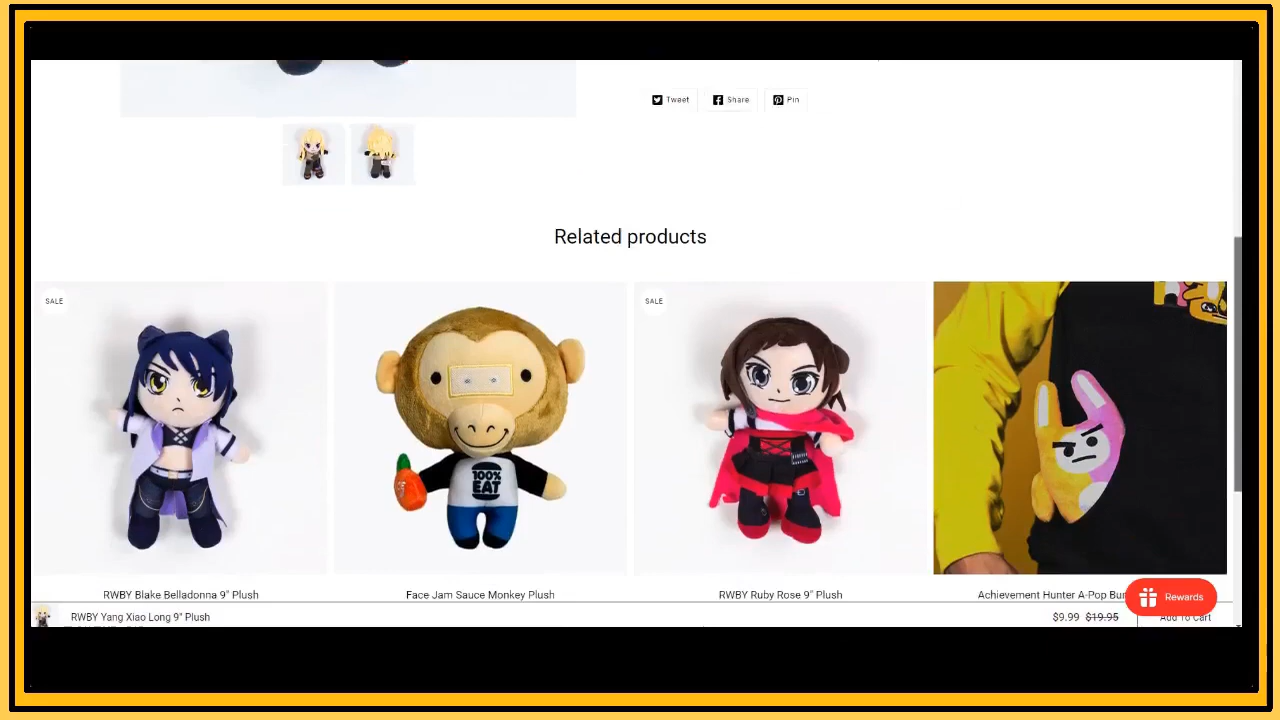 Tweet
Share
Pin
Related products
SALE
SALE
100%
EAT
RWBY Blake Belladonna 9" Plush
Face Jam Sauce Monkey Plush
RWBY Ruby Rose 9" Plush
Achievement Hunter A-Pop
Rewards
RWBY Yang Xiao Long 9" Plush
$9.99 $19.95
Add To Cart